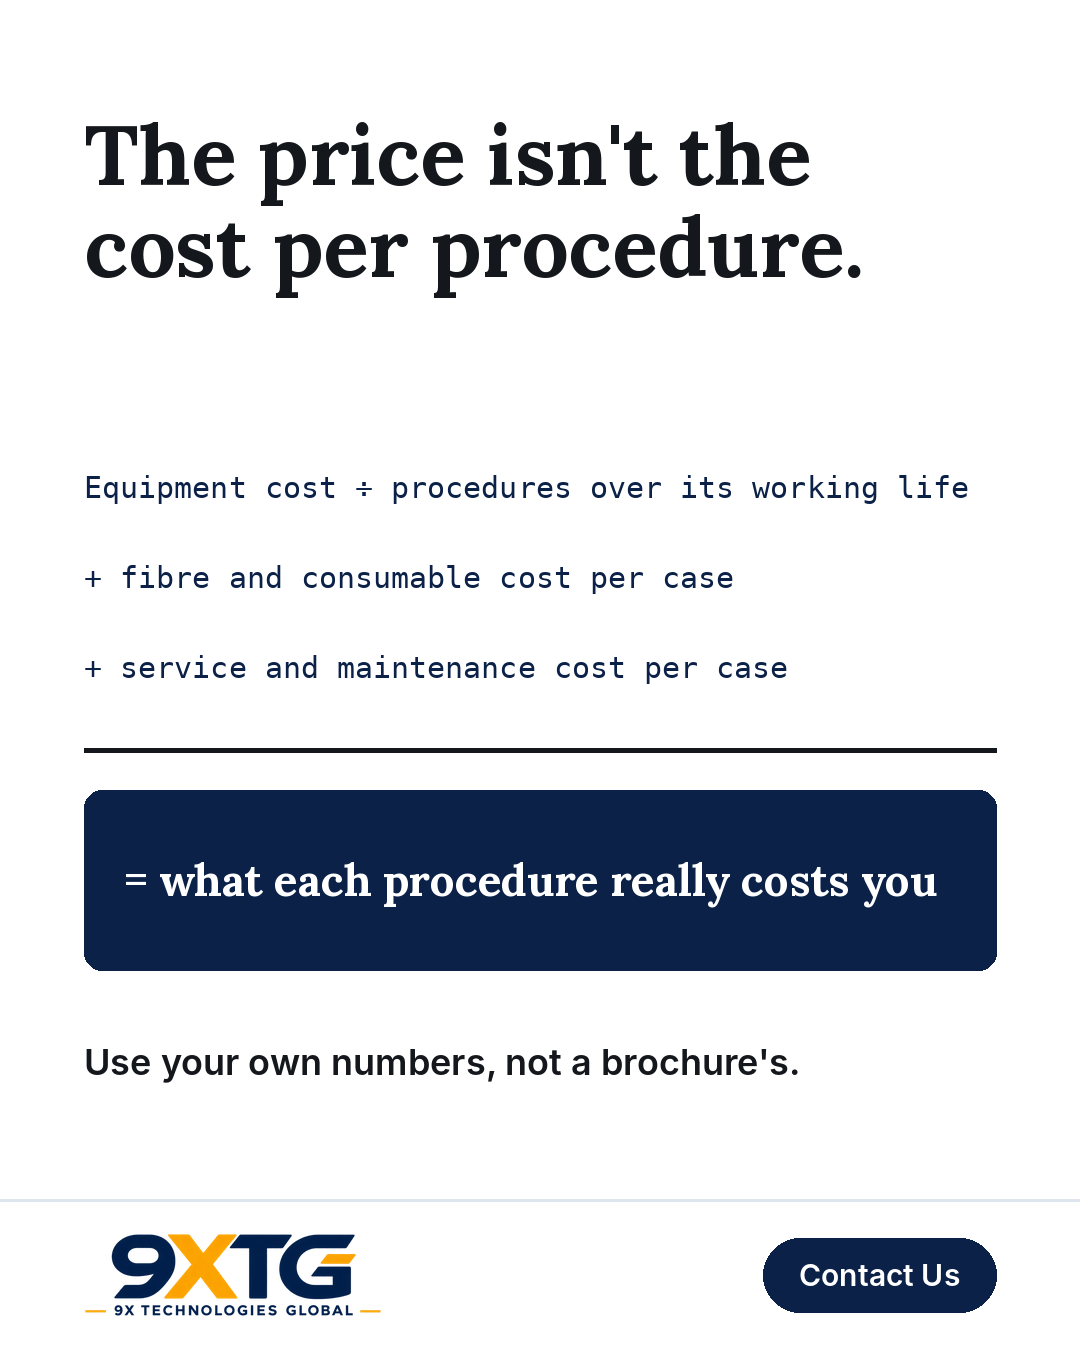 The price isn't the
cost per procedure.
Equipment cost ÷ procedures over its working life
+ fibre and consumable cost per case
+ service and maintenance cost per case
= what each procedure really costs you
Use your own numbers, not a brochure's.
9XTG
9X TECHNOLOGIES GLOBAL
Contact Us